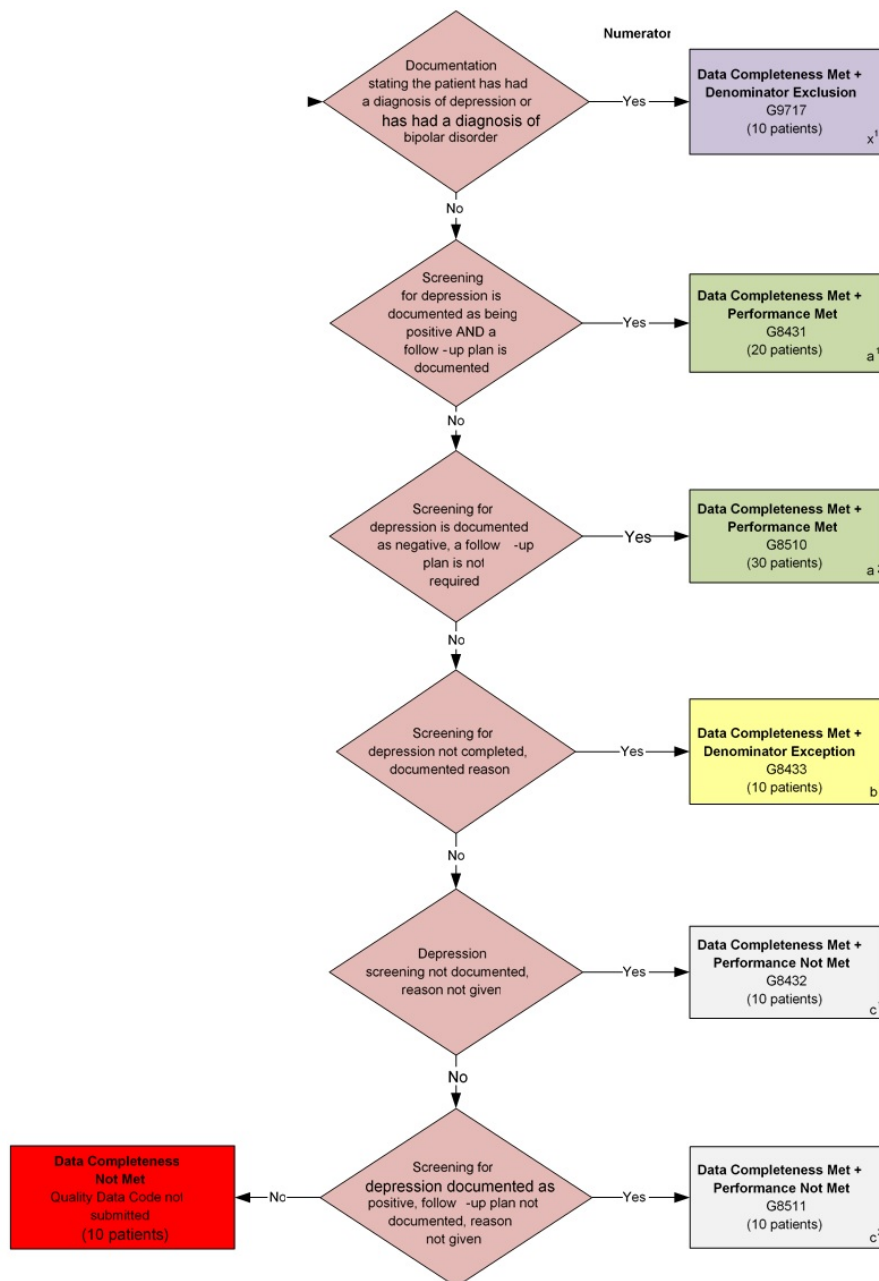 Numerator
Documentation
stating the patient has had
a diagnosis of depression or
has had a diagnosis of
bipolar disorder
Yes
Data Completeness Met +
Denominator Exclusion
G9717
(10 patients)
x1
No
Screening
for depression is
documented as being
positive AND a
follow -up plan is
documented
Yes
Data Completeness Met +
Performance Met
G8431
(20 patients)
a1
No
Screening for
depression is documented
as negative, a follow -up
plan is not
required
Yes
Data Completeness Met +
Performance Met
G8510
(30 patients)
a
No
Screening for
depression not completed,
documented reason
Yes
Data Completeness Met +
Denominator Exception
G8433
(10 patients)
b
No
Depression
screening not documented,
reason not given
Yes
Data Completeness Met +
Performance Not Met
G8432
(10 patients)
c
No
Screening for
depression documented as
positive, follow -up plan not
documented, reason
not given
Yes
Data Completeness Met +
Performance Not Met
G8511
(10 patients)
c
No
Data Completeness
Not Met
Quality Data Code not
submitted
(10 patients)